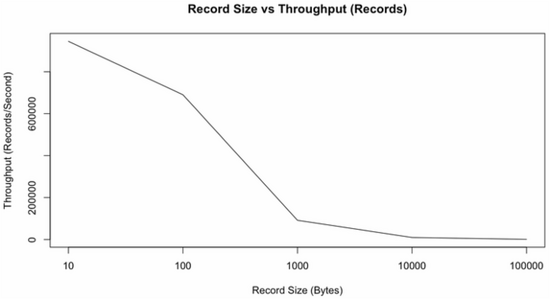 Record Size vs Throughput (Records)
Throughput (Records/Second)
600000
200000
0
10 100 1000 10000 100000
Record Size (Bytes)